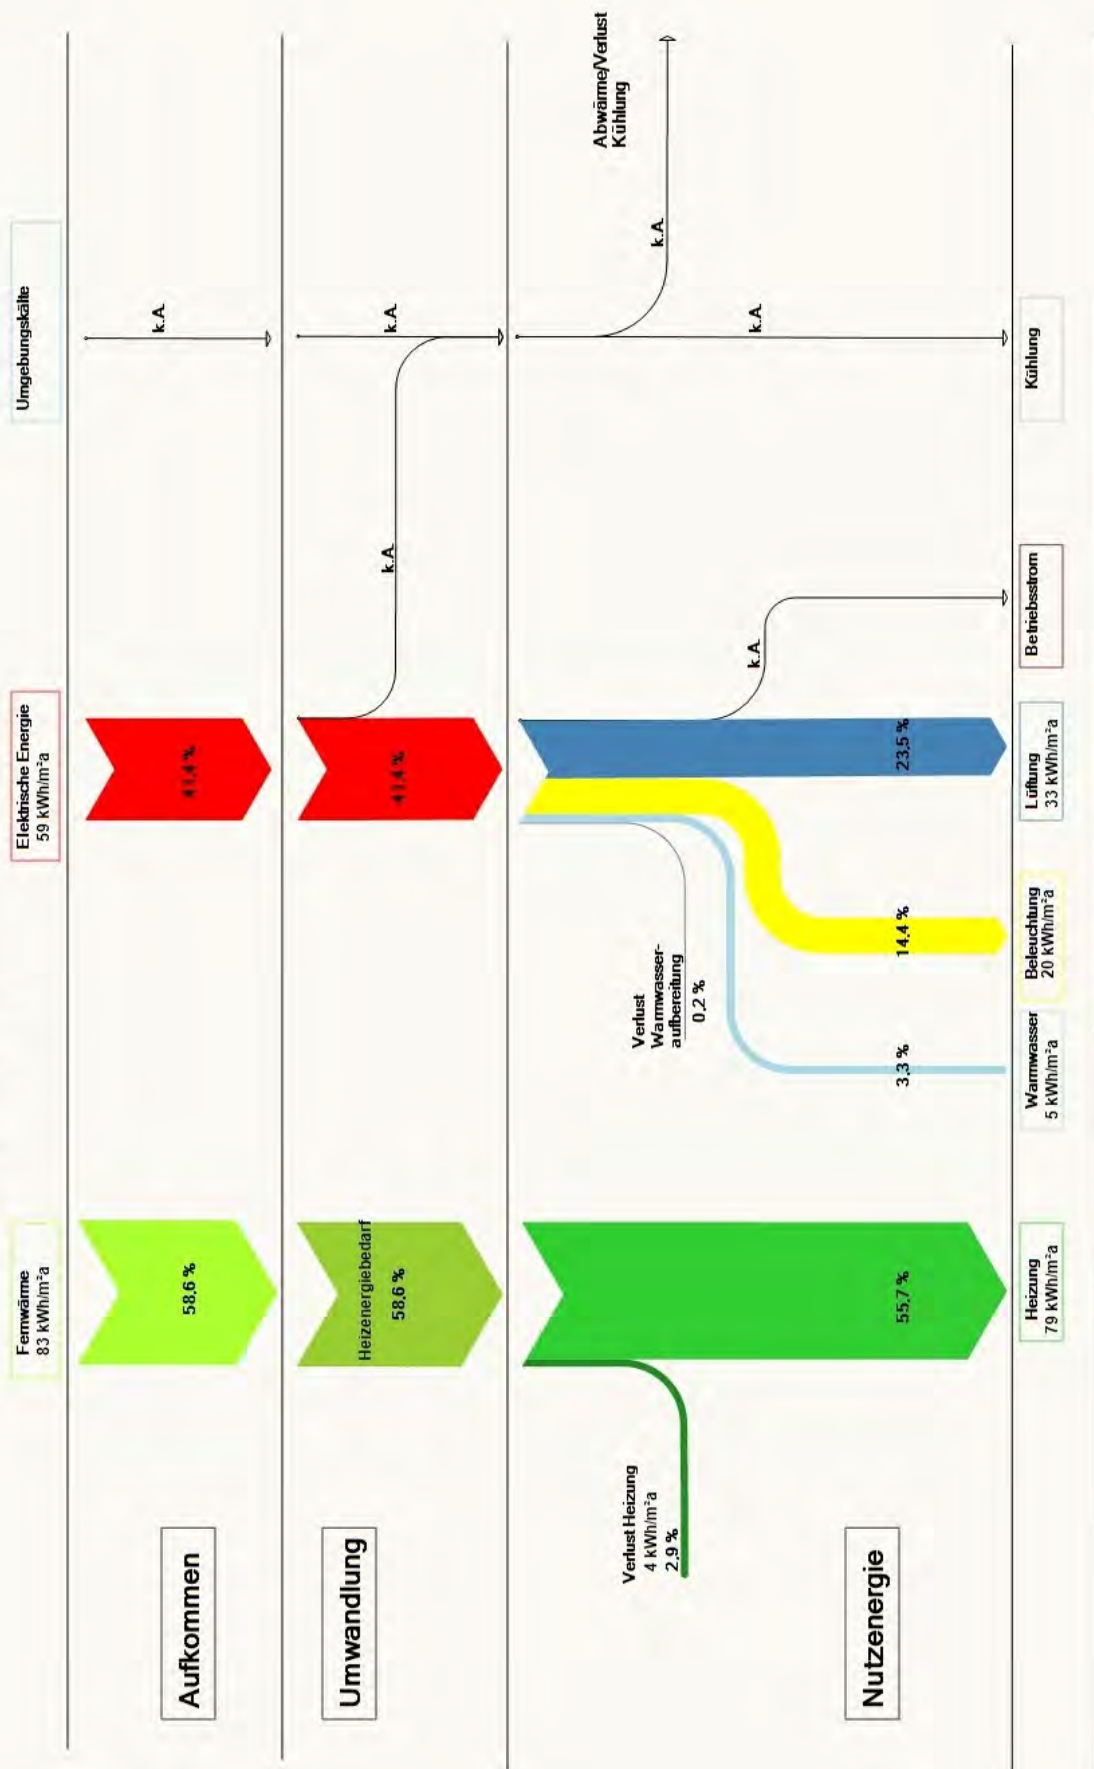 Aufkommen
Fernwärme
83 kWh/m²a
Elektrische Energie
59 kWh/m²a
Umgebungskälte
58,6 %
41,4 %
k.A.
Umwandlung
Heizenergiebedarf
58,6 %
41,4 %
k.A.
k.A.
Nutzenergie
Verlust Heizung
4 kWh/m²a
2,9 %
Verlust
Warmwasser-
aufbereitung
0,2 %
k.A.
k.A.
Abwärme/Verlust
Kühlung
k.A.
55,7 %
3,3 %
14,4 %
23,5 %
Heizung
79 kWh/m²a
Warmwasser
5 kWh/m²a
Beleuchtung
20 kWh/m²a
Lüftung
33 kWh/m²a
Betriebsstrom
Kühlung